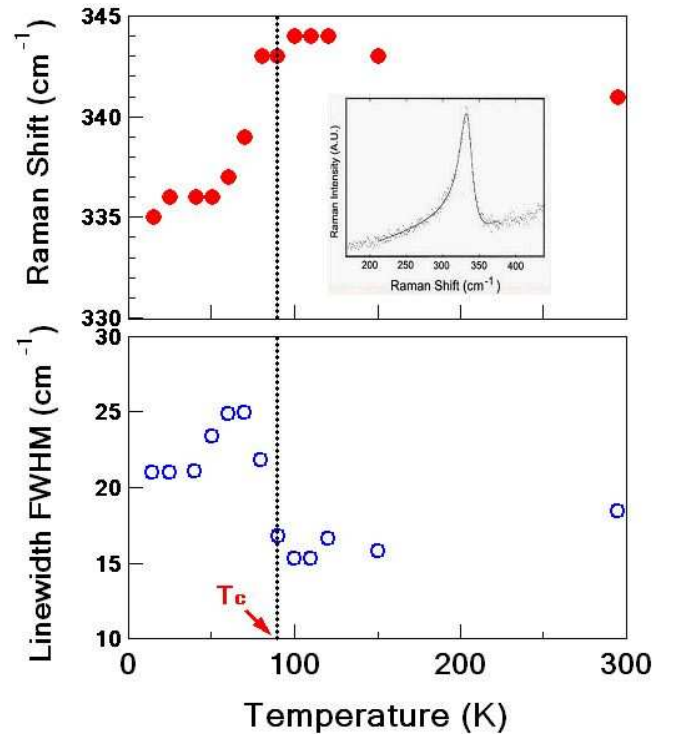 345
340
335
330
Raman Shift (cm⁻¹)
Raman Intensity (A.U.)
200 250 300 350 400
Raman Shift (cm⁻¹)
30
25
20
15
10
Linewidth FWHM (cm⁻¹)
Tc
0 100 200 300
Temperature (K)